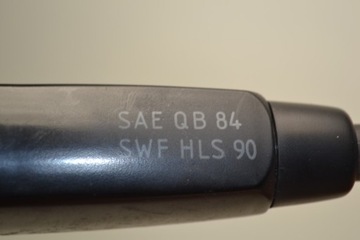 SAE QB 84
SWF HLS 90